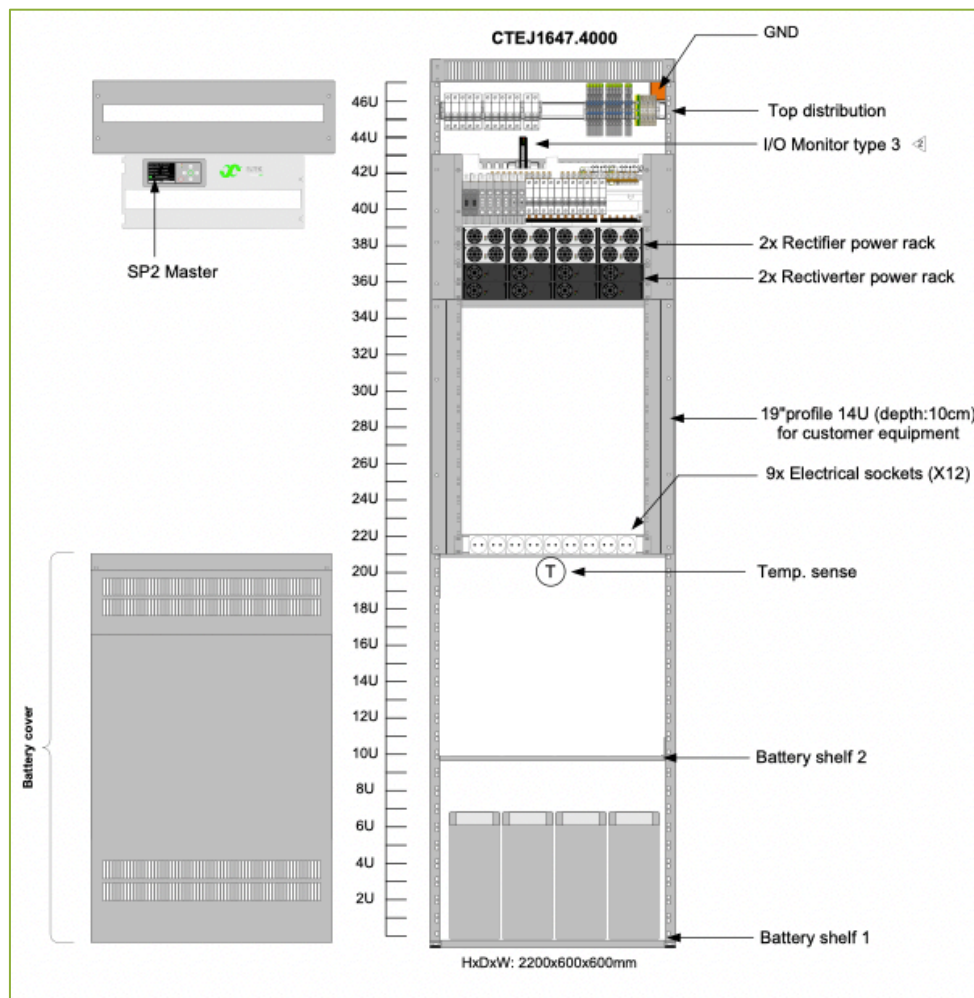 CTEJ1647.4000
GND
46U
Top distribution
44U
I/O Monitor type 3
2
42U
40U
38U
2x Rectifier power rack
SP2 Master
36U
2x Rectiverter power rack
34U
32U
30U
28U
19"profile 14U (depth:10cm)
for customer equipment
26U
24U
9x Electrical sockets (X12)
22U
20U
T
Temp. sense
18U
16U
14U
12U
Battery cover
10U
Battery shelf 2
8U
6U
4U
2U
Battery shelf 1
HxDxW: 2200x600x600mm